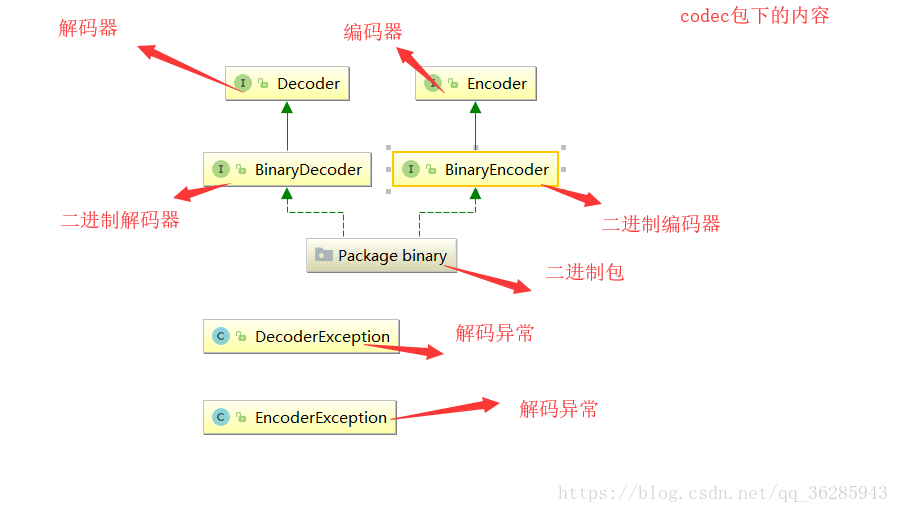 codec包下的内容
解码器
编码器
Decoder
Encoder
BinaryDecoder
BinaryEncoder
二进制解码器
二进制编码器
Package binary
二进制包
DecoderException
解码异常
EncoderException
解码异常
https://blog.csdn.net/qq_36285943